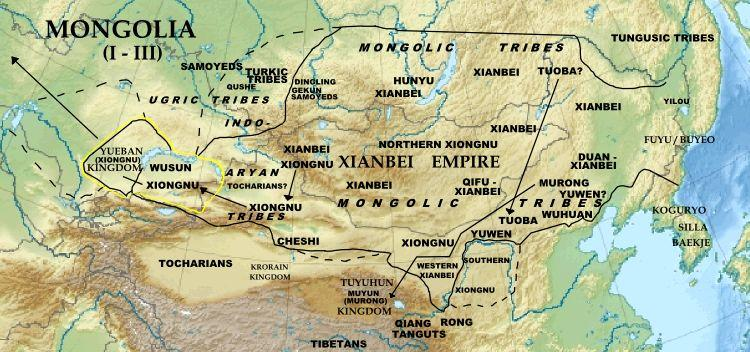 MONGOLIA
(I - III)
MONGOLIC TRIBES
TUNGUSIC TRIBES
SAMOYEDS
TURKIC
TRIBES
QUSHE
DINLING
GEKUN
SAMOYEDS
HUNYU
XIANBEI
XIANBEI
TUOBA?
UGRIC TRIBES
XIANBEI
YILOU
INDO-
XIANBEI
FUYU / BUYEO
YUEBAN
(XIONGNU)
KINGDOM
WUSUN
XIONGNU
XIANBEI
XIONGNU
NORTHERN XIONGNU
XIANBEI EMPIRE
DUAN -
XIANBEI
ARYAN
TOCHARIANS?
XIANBEI
QIFU -
XIANBEI
MURONG
YUWEN?
MONGOLIC TRIBES
XIONGNU
TRIBES
TUOBA
WUHUAN
KOGURYO
SILLA
BAEKJE
YUWEN
CHESHI
XIONGNU
TOCHARIANS
KRORAIN
KINGDOM
WESTERN
XIANBEI
SOUTHERN
XIONGNU
TUYUHUN
MUYUN
(MURONG)
KINGDOM
QIANG
TANGUTS
RONG
TIBETANS